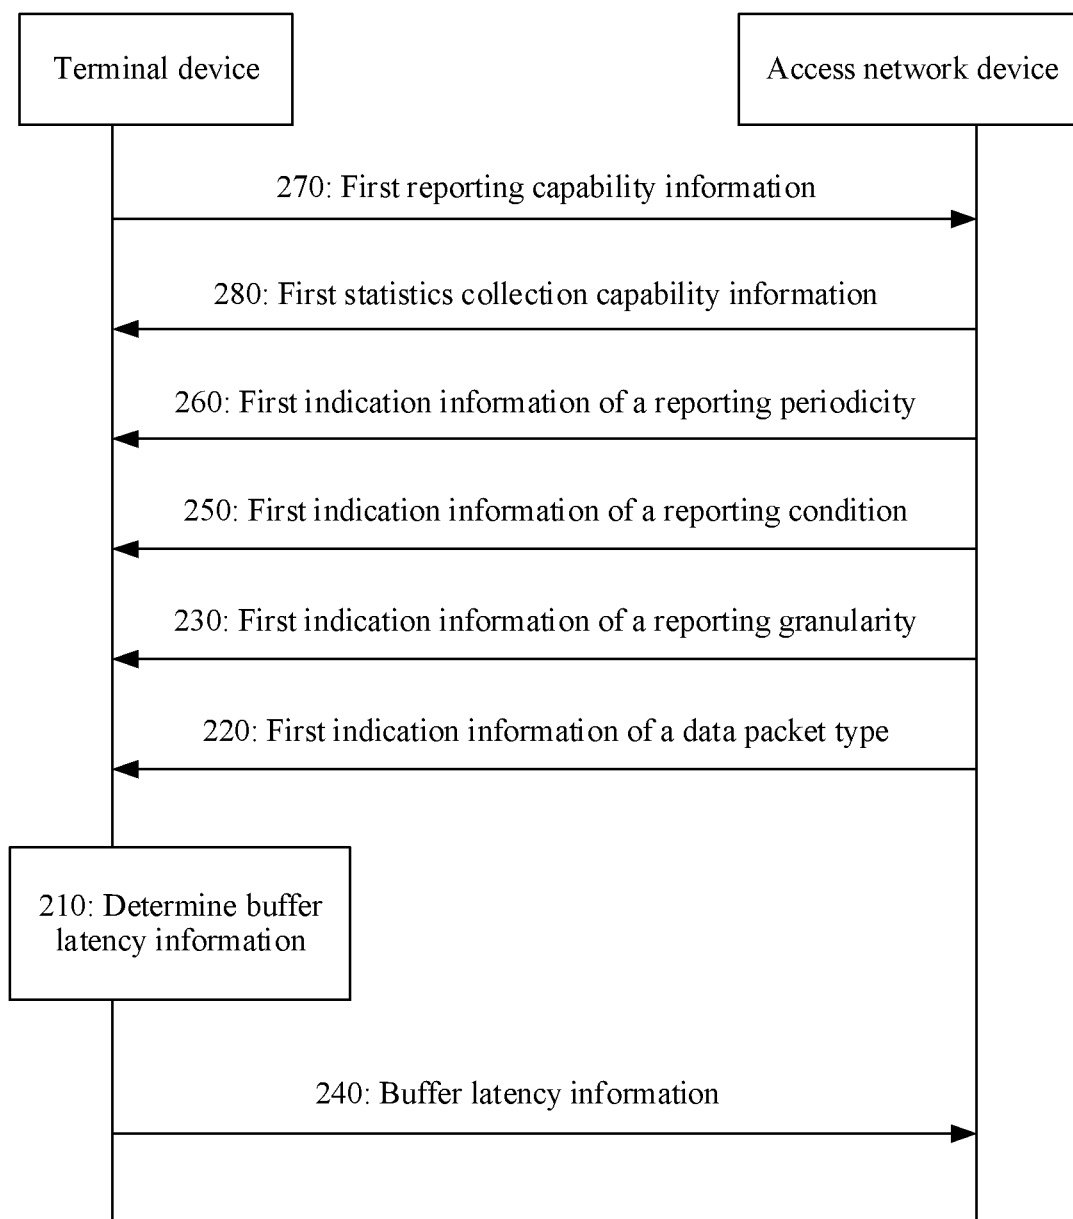 Terminal device
Access network device
270: First reporting capability information
280: First statistics collection capability information
260: First indication information of a reporting periodicity
250: First indication information of a reporting condition
230: First indication information of a reporting granularity
220: First indication information of a data packet type
210: Determine buffer
latency information
240: Buffer latency information